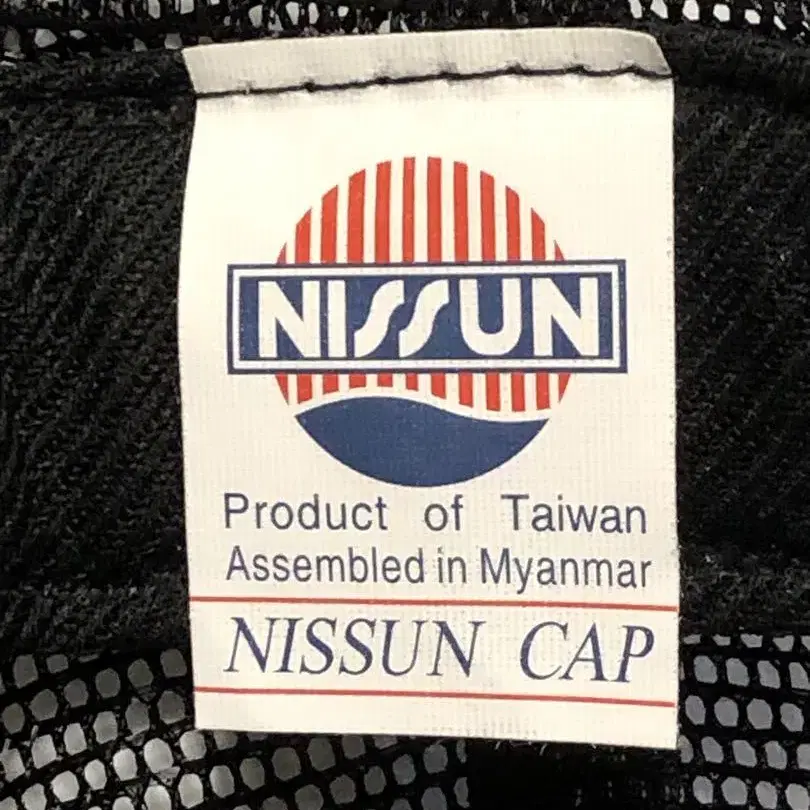 NISSUN
Product of Taiwan
Assembled in Myanmar
NISSUN CAP